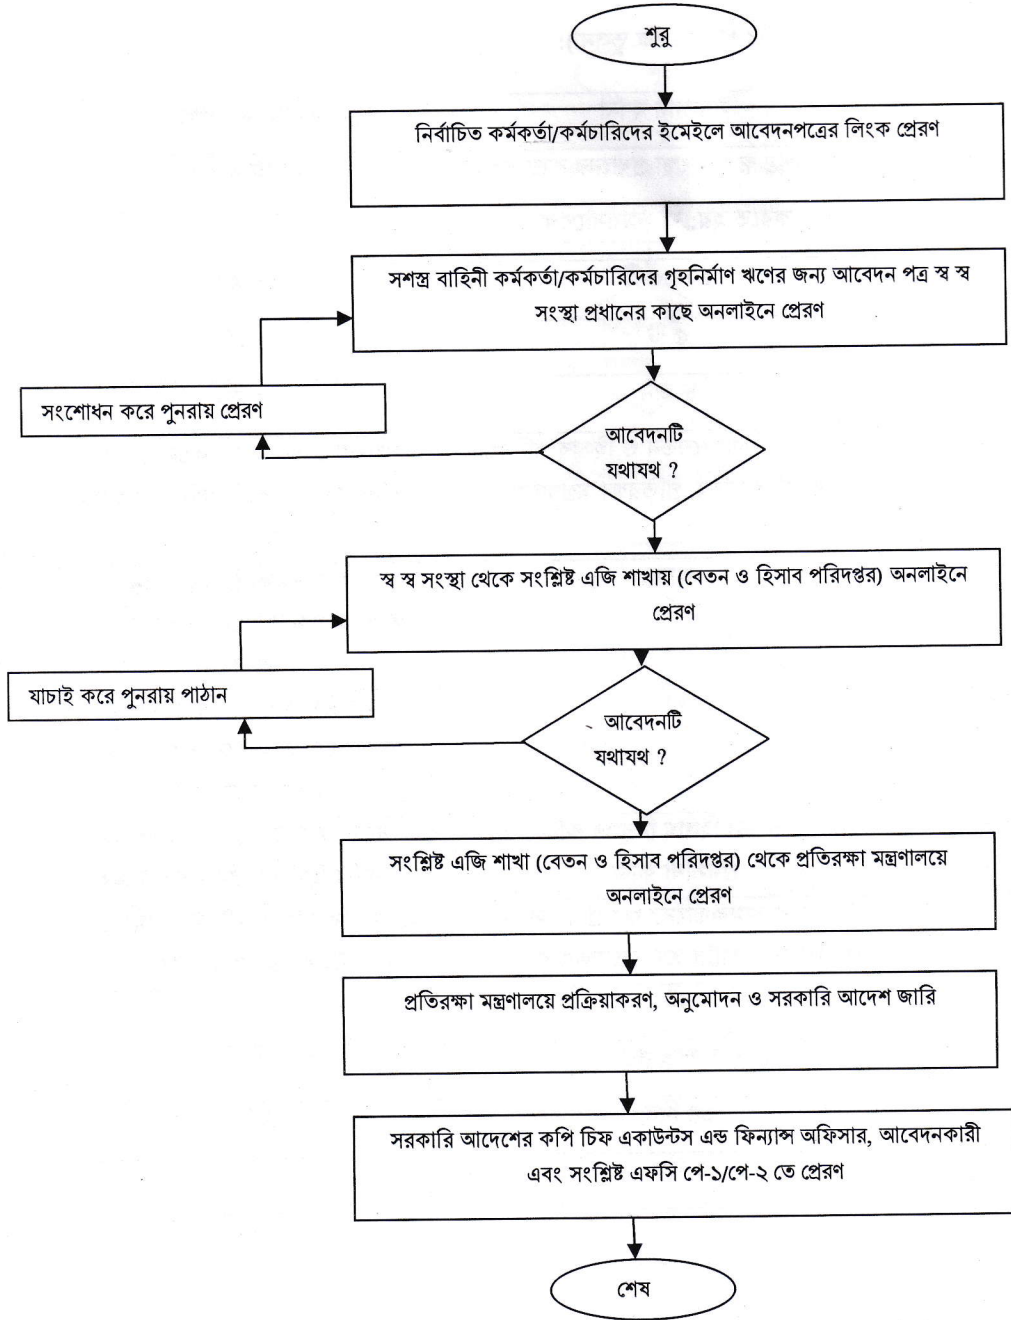 শুরু
নির্বাচিত কর্মকর্তা/কর্মচারিদের ইমেইলে আবেদনপত্রের লিংক প্রেরণ
সশস্ত্র বাহিনী কর্মকর্তা/কর্মচারিদের গৃহনির্মাণ ঋণের জন্য আবেদন পত্র স্ব স্ব
সংস্থা প্রধানের কাছে অনলাইনে প্রেরণ
সংশোধন করে পুনরায় প্রেরণ
আবেদনটি
যথাযথ ?
স্ব স্ব সংস্থা থেকে সংশ্লিষ্ট এজি শাখায় (বেতন ও হিসাব পরিদপ্তর) অনলাইনে
প্রেরণ
যাচাই করে পুনরায় পাঠান
আবেদনটি
যথাযথ ?
সংশ্লিষ্ট এজি শাখা (বেতন ও হিসাব পরিদপ্তর) থেকে প্রতিরক্ষা মন্ত্রণালয়ে
অনলাইনে প্রেরণ
প্রতিরক্ষা মন্ত্রণালয়ে প্রক্রিয়াকরণ, অনুমোদন ও সরকারি আদেশ জারি
সরকারি আদেশের কপি চিফ একাউন্টস এন্ড ফিন্যান্স অফিসার, আবেদনকারী
এবং সংশ্লিষ্ট এফসি পে-১/পে-২ তে প্রেরণ
শেষ